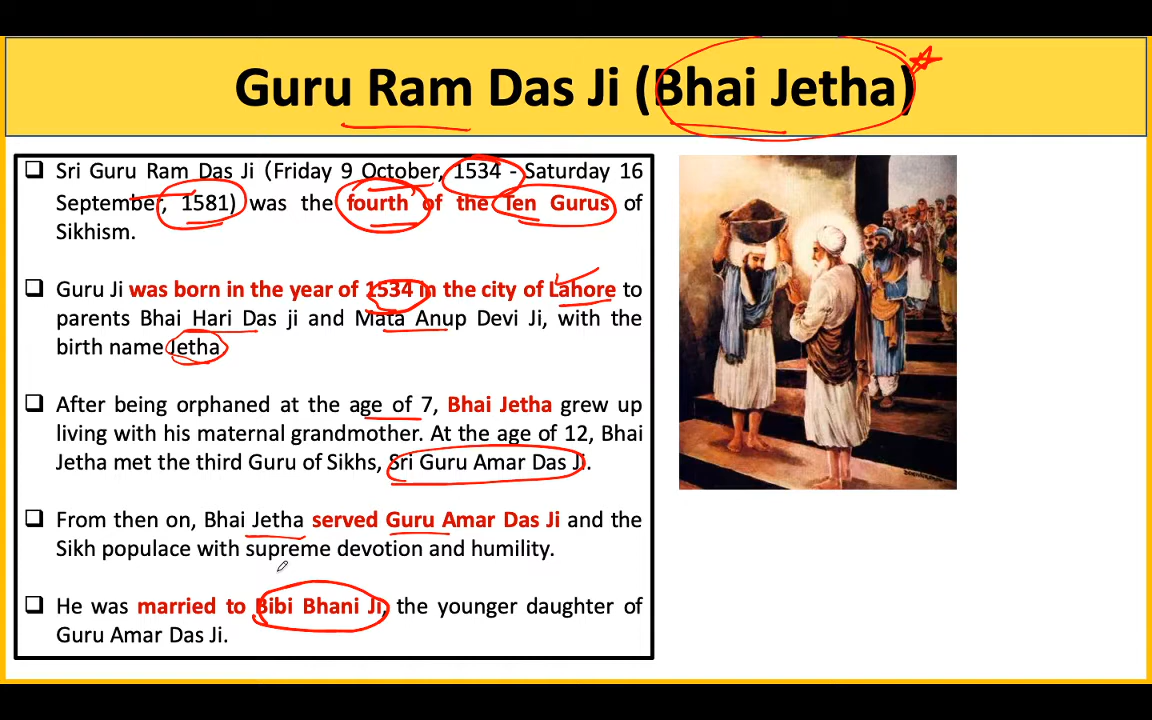 Guru Ram Das Ji (Bhai Jetha)
❑ Sri Guru Ram Das Ji (Friday 9 October, 1534 - Saturday 16
September, 1581) was the fourth of the Ten Gurus of
Sikhism.
❑ Guru Ji was born in the year of 1534 in the city of Lahore to
parents Bhai Hari Das ji and Mata Anup Devi Ji, with the
birth name Jetha.
❑ After being orphaned at the age of 7, Bhai Jetha grew up
living with his maternal grandmother. At the age of 12, Bhai
Jetha met the third Guru of Sikhs, Sri Guru Amar Das Ji.
❑ From then on, Bhai Jetha served Guru Amar Das Ji and the
Sikh populace with supreme devotion and humility.
❑ He was married to Bibi Bhani Ji, the younger daughter of
Guru Amar Das Ji.